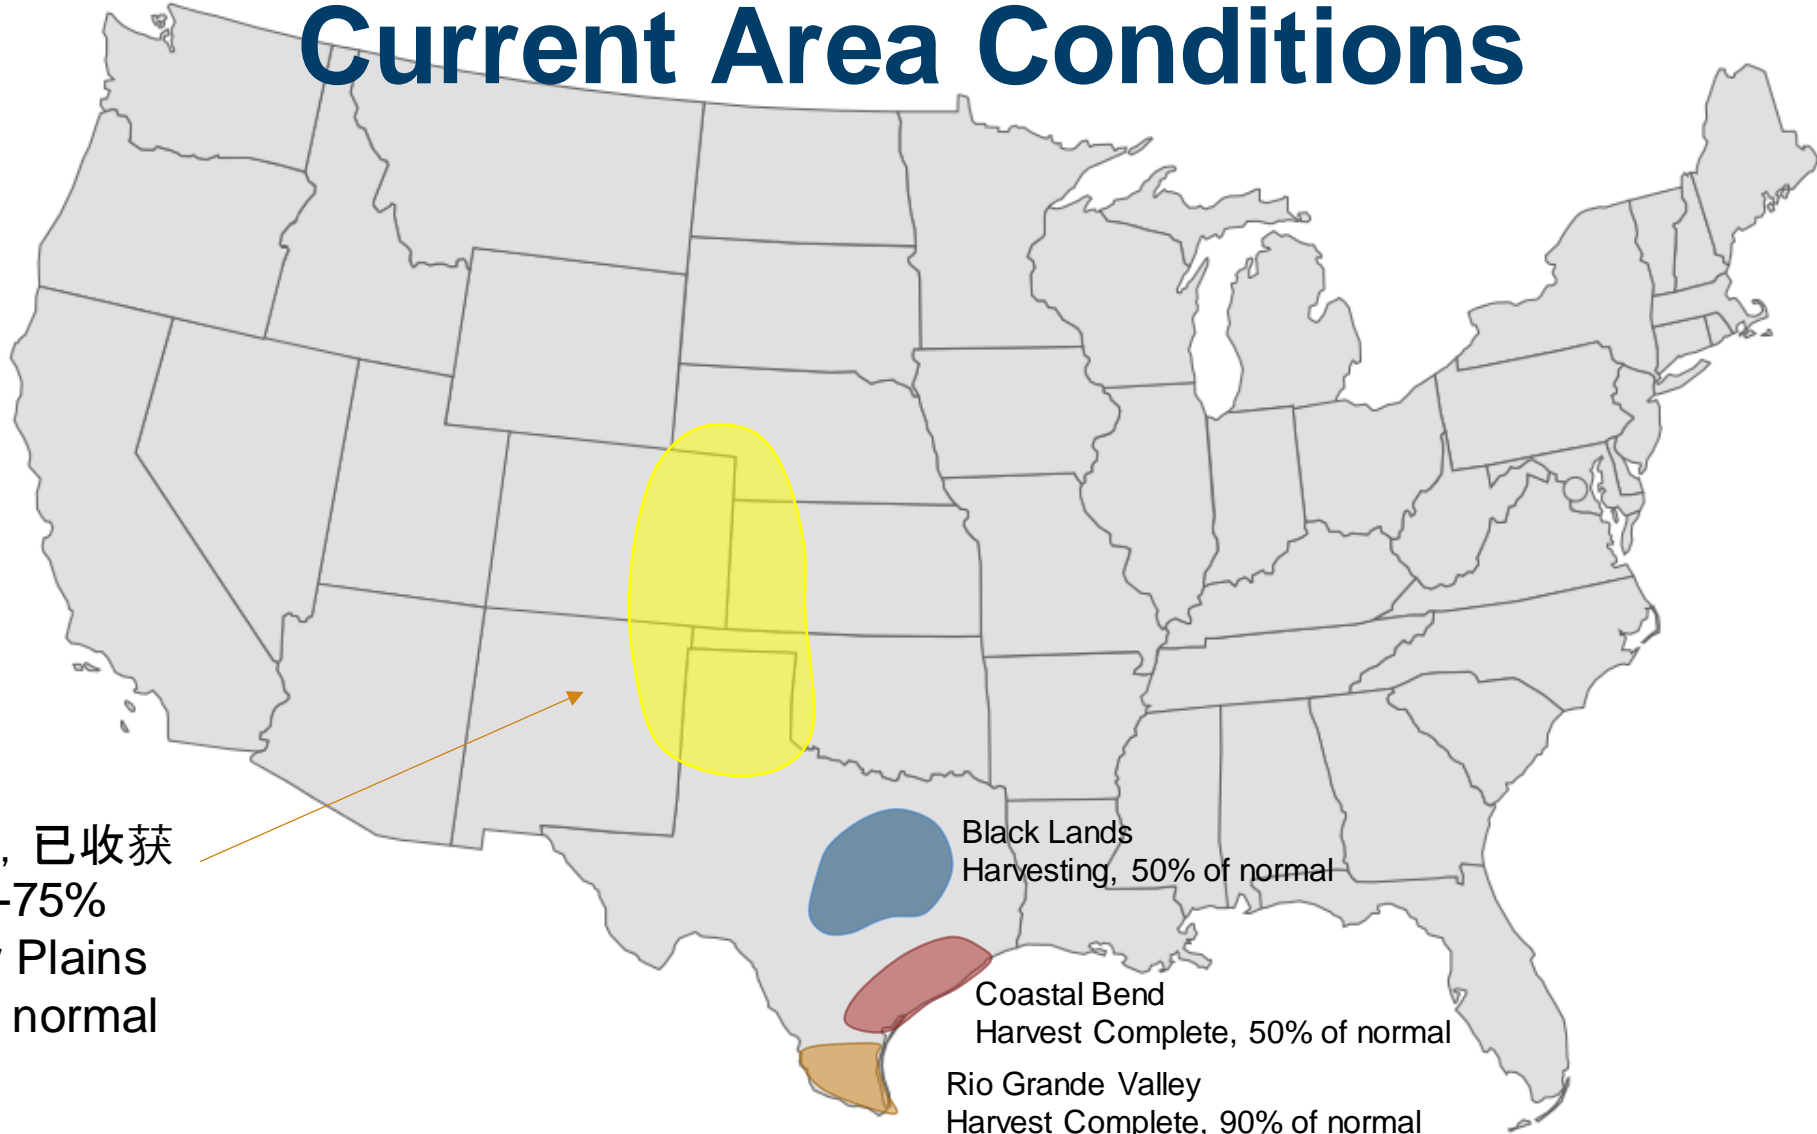 Current Area Conditions
, 已收获
-75%
Plains
normal
Black Lands
Harvesting, 50% of normal
Coastal Bend
Harvest Complete, 50% of normal
Rio Grande Valley
Harvest Complete, 90% of normal